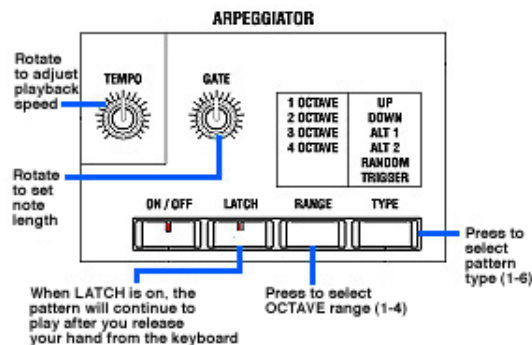 ARPEGGIATOR
Rotate
to adjust
playback
speed
TEMPO
GATE
1 OCTAVE
2 OCTAVE
3 OCTAVE
4 OCTAVE
UP
DOWN
ALT 1
ALT 2
RANDOM
TRIGGER
Rotate
to set
note
length
ON / OFF
LATCH
RANGE
TYPE
Press to
select
pattern
type (1-6)
When LATCH is on, the
pattern will continue to
play after you release
your hand from the keyboard
Press to select
OCTAVE range (1-4)